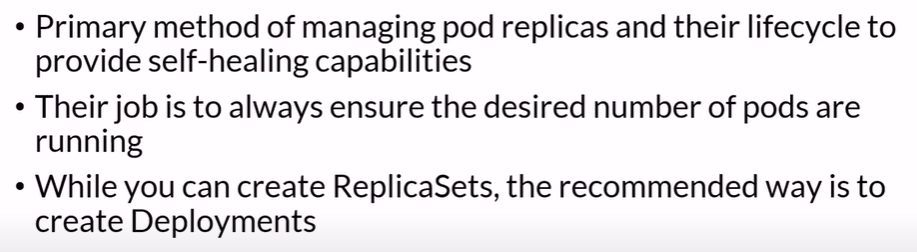 • Primary method of managing pod replicas and their lifecycle to
provide self-healing capabilities
• Their job is to always ensure the desired number of pods are
running
• While you can create ReplicaSets, the recommended way is to
create Deployments